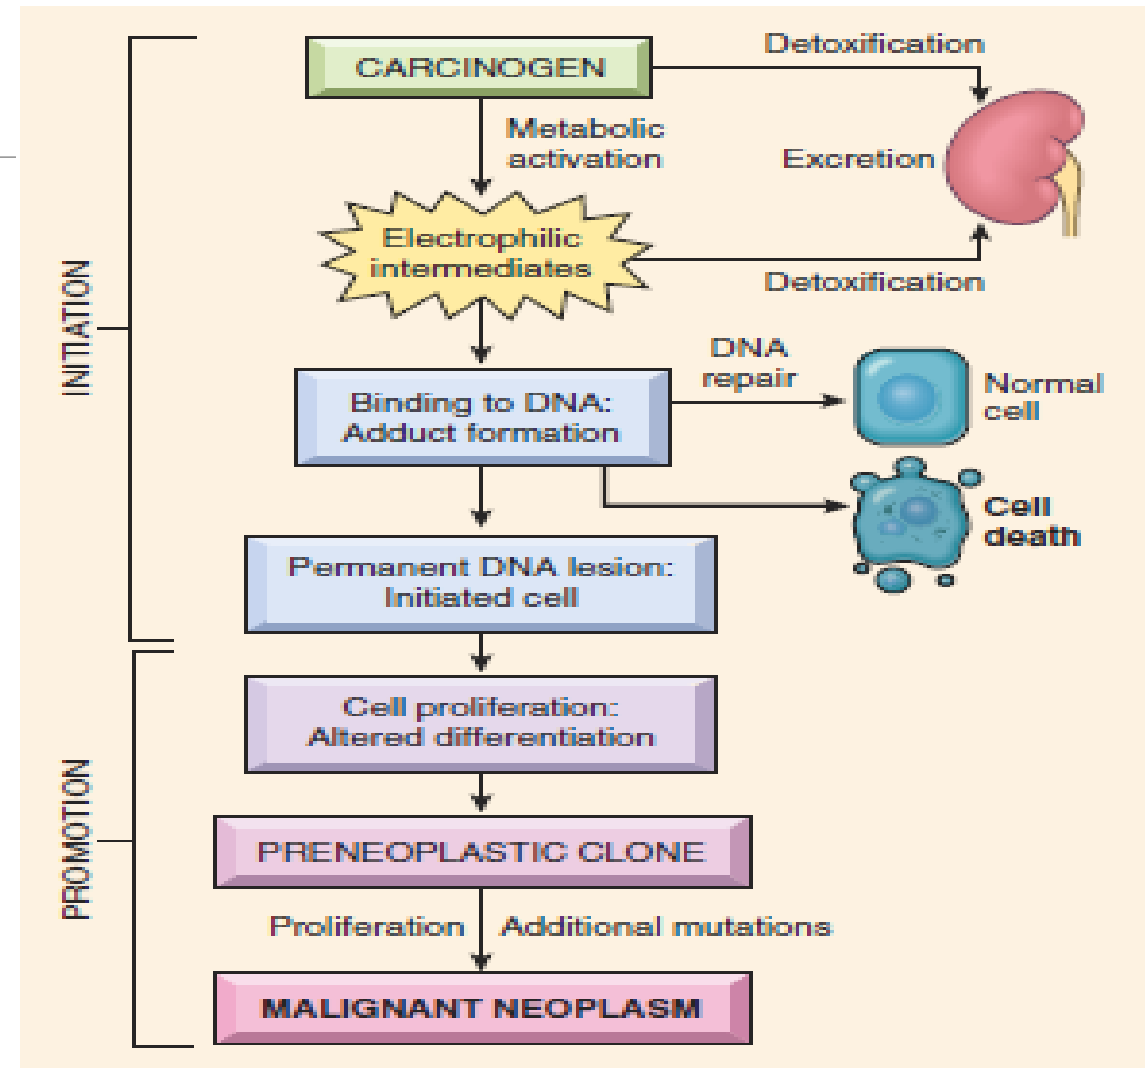 Detoxification
CARCINOGEN
Metabolic
activation
Excretion
Electrophilic
intermediates
Detoxification
INITIATION
DNA
repair
Normal
cell
Binding to DNA:
Adduct formation
Cell
death
Permanent DNA lesion:
Initiated cell
Cell proliferation:
Altered differentiation
PROMOTION
PRENEOPLASTIC CLONE
Proliferation
Additional mutations
MALIGNANT NEOPLASM